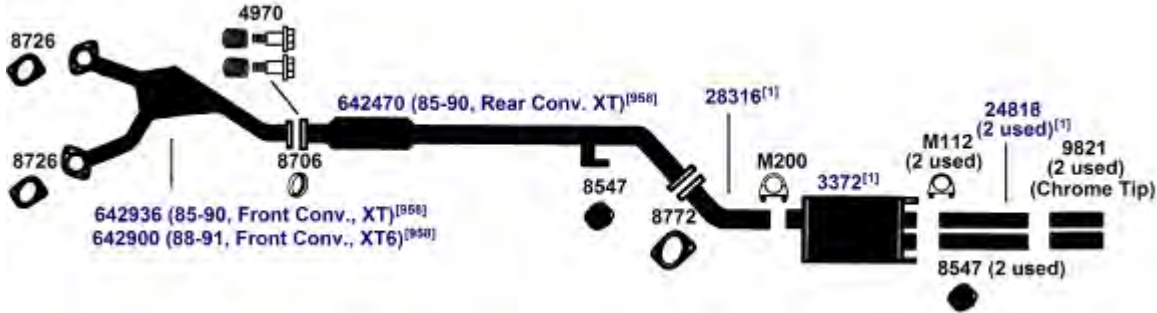 4970
8726
642470 (85-90, Rear Conv. XT)[958]
28316[1]
24818
(2 used)[1]
M112
(2 used)
9821
(2 used)
(Chrome Tip)
8726
8706
8547
M200
3372[1]
8772
642936 (85-90, Front Conv., XT)[958]
642900 (88-91, Front Conv., XT6)[958]
8547 (2 used)